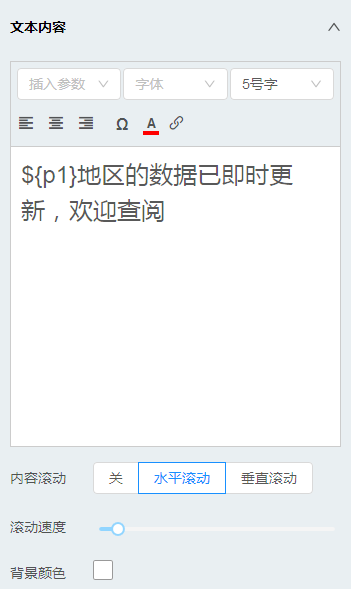 文本内容
插入参数 字体 5号字
Ω A
${p1}地区的数据已即时更
新，欢迎查阅
内容滚动 关 水平滚动 垂直滚动
滚动速度
背景颜色